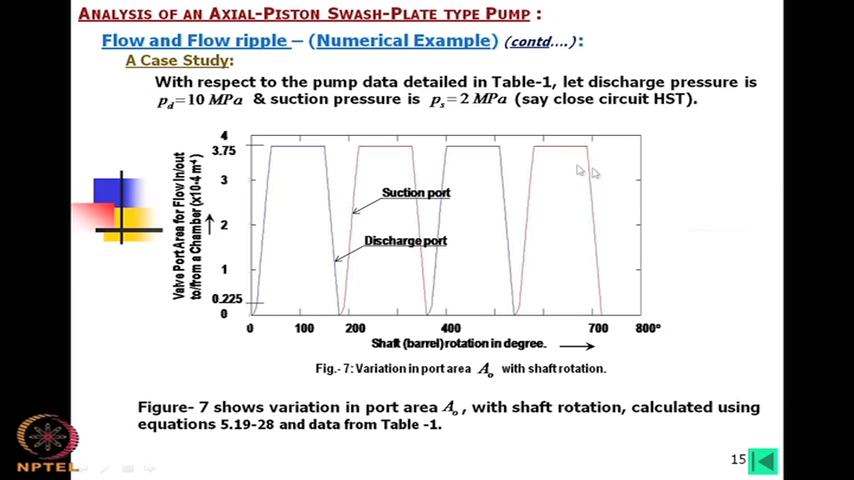 ANALYSIS OF AN AXIAL-PISTON SWASH-PLATE TYPE PUMP :
Flow and Flow ripple – (Numerical Example) (contd....) :
A Case Study:
With respect to the pump data detailed in Table-1, let discharge pressure is
p_d=10 MPa & suction pressure is p_s=2 MPa (say close circuit HST).
Valve Port Area for Flow in/out
to/from a Chamber (x10-4 m-4)
4
3.75
3
2
1
0.225
0
Suction port
Discharge port
0 100 200 400 700 800°
Shaft (barrel) rotation in degree.
Fig.- 7: Variation in port area A_o with shaft rotation.
Figure- 7 shows variation in port area A_o, with shaft rotation, calculated using
equations 5.19-28 and data from Table -1.
NPTEL
15